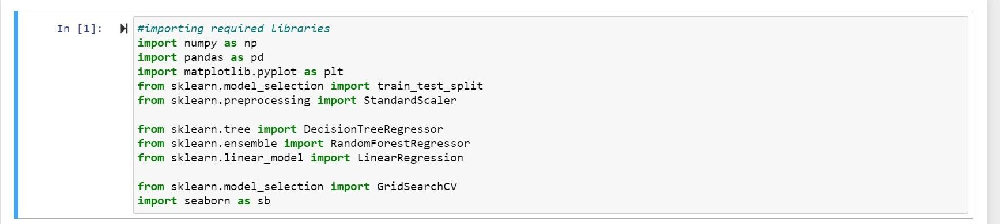 In [1]:
#importing required libraries
import numpy as np
import pandas as pd
import matplotlib.pyplot as plt
from sklearn.model_selection import train_test_split
from sklearn.preprocessing import StandardScaler
from sklearn.tree import DecisionTreeRegressor
from sklearn.ensemble import RandomForestRegressor
from sklearn.linear_model import LinearRegression
from sklearn.model_selection import GridSearchCV
import seaborn as sb